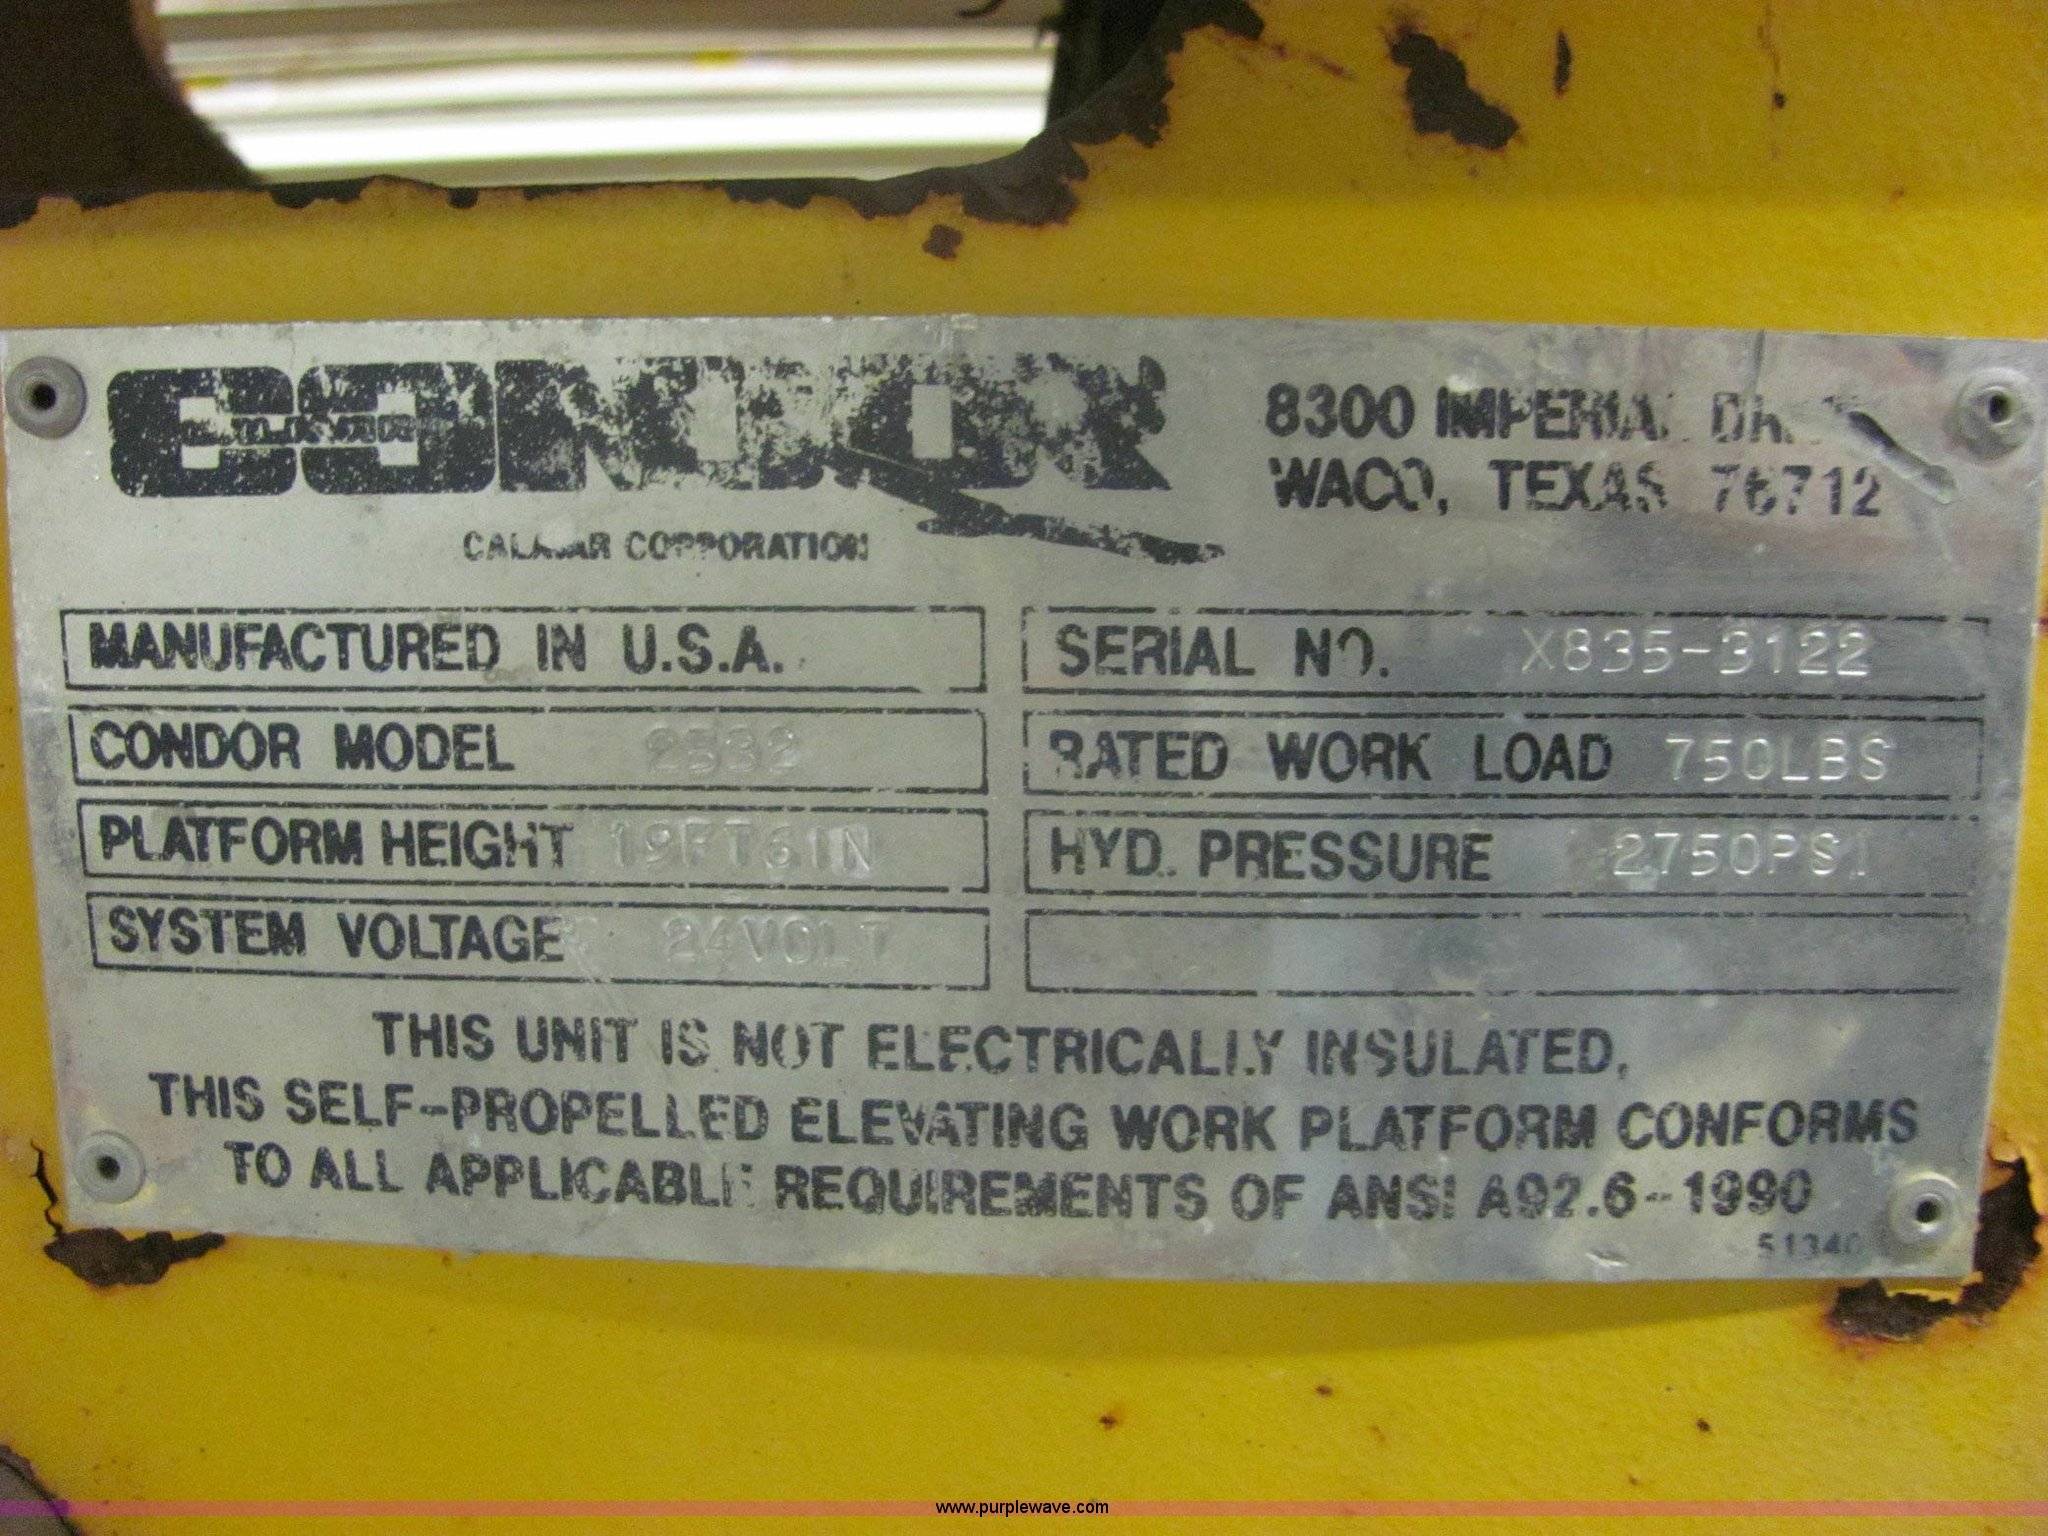 CONDOR
8300 IMPERIAL DRIVE
WACO, TEXAS 76712
CALAVAR CORPORATION
MANUFACTURED IN U.S.A.
SERIAL NO. X835-3122
CONDOR MODEL 2532
RATED WORK LOAD 750LBS
PLATFORM HEIGHT 19FT6IN
HYD. PRESSURE 2750PSI
SYSTEM VOLTAGE 24VOLT
THIS UNIT IS NOT ELECTRICALLY INSULATED.
THIS SELF-PROPELLED ELEVATING WORK PLATFORM CONFORMS
TO ALL APPLICABLE REQUIREMENTS OF ANSI A92.6-1990
51340
www.purplewave.com